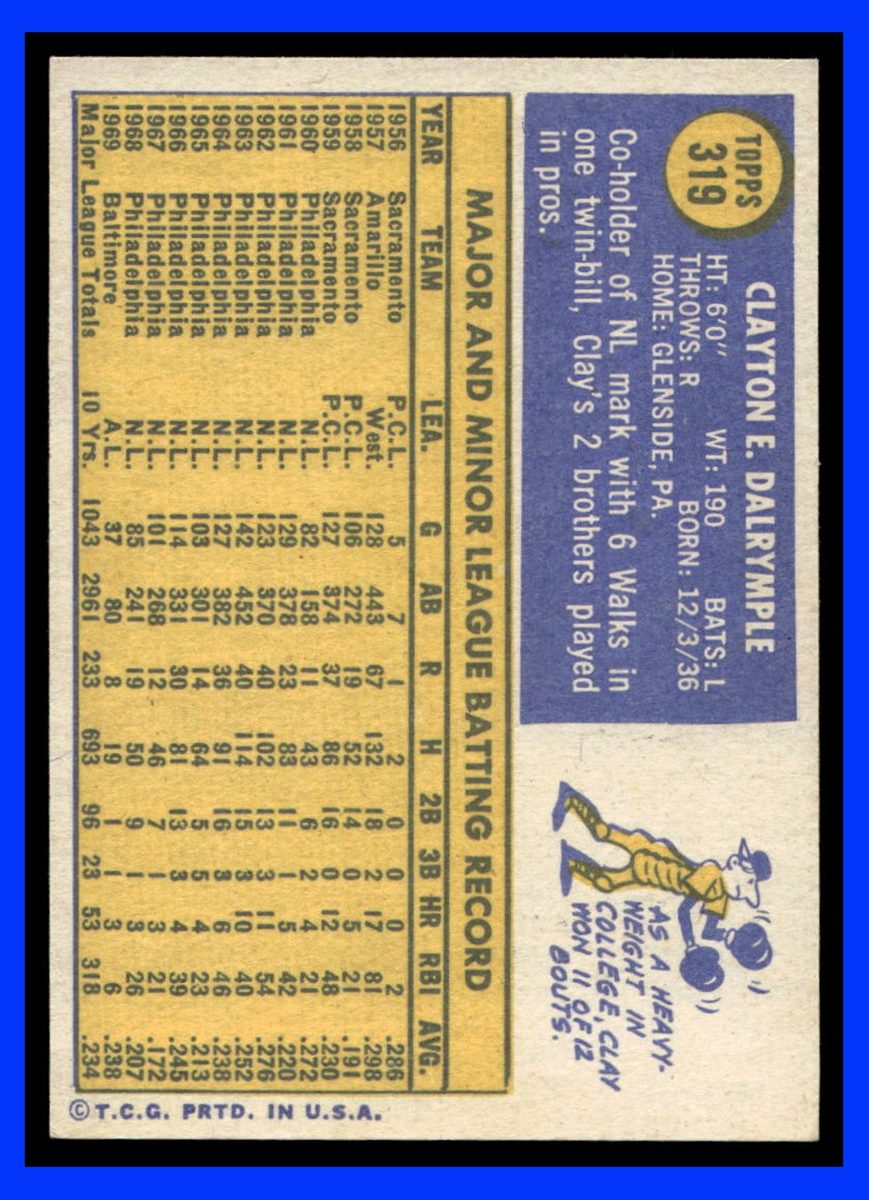 TOPPS
319
CLAYTON E. DALRYMPLE
HT: 6'0" WT: 190 BATS: L
THROWS: R BORN: 12/3/36
HOME: GLENSIDE, PA.
Co-holder of NL mark with 6 Walks in
one twin-bill, Clay's 2 brothers played
in pros.
AS A HEAVY-
WEIGHT IN
COLLEGE, CLAY
WON 11 OF 12
BOUTS.
MAJOR AND MINOR LEAGUE BATTING RECORD
YEAR TEAM LEA. G AB R H 2B 3B HR RBI AVG.
1956 Sacramento P.C.L. 5 7 1 2 0 0 0 2 .286
1957 Amarillo West. 128 443 67 132 18 2 17 81 .298
1958 Sacramento P.C.L. 106 272 19 52 14 0 5 21 .191
1959 Sacramento P.C.L. 127 374 37 86 16 0 12 48 .230
1960 Philadelphia N.L. 82 158 11 43 6 2 4 21 .272
1961 Philadelphia N.L. 129 378 23 83 11 1 5 42 .220
1962 Philadelphia N.L. 123 370 40 102 13 3 11 54 .276
1963 Philadelphia N.L. 142 452 40 114 15 3 10 40 .252
1964 Philadelphia N.L. 127 382 36 91 16 3 6 46 .238
1965 Philadelphia N.L. 103 301 14 64 5 5 4 23 .213
1966 Philadelphia N.L. 114 331 30 81 13 3 4 39 .245
1967 Philadelphia N.L. 101 268 12 46 7 1 3 21 .172
1968 Philadelphia N.L. 85 241 19 50 9 1 3 26 .207
1969 Baltimore A.L. 37 80 8 19 1 1 3 6 .238
Major League Totals 10 Yrs. 1043 2961 233 693 96 23 53 318 .234
© T.C.G. PRTD. IN U.S.A.